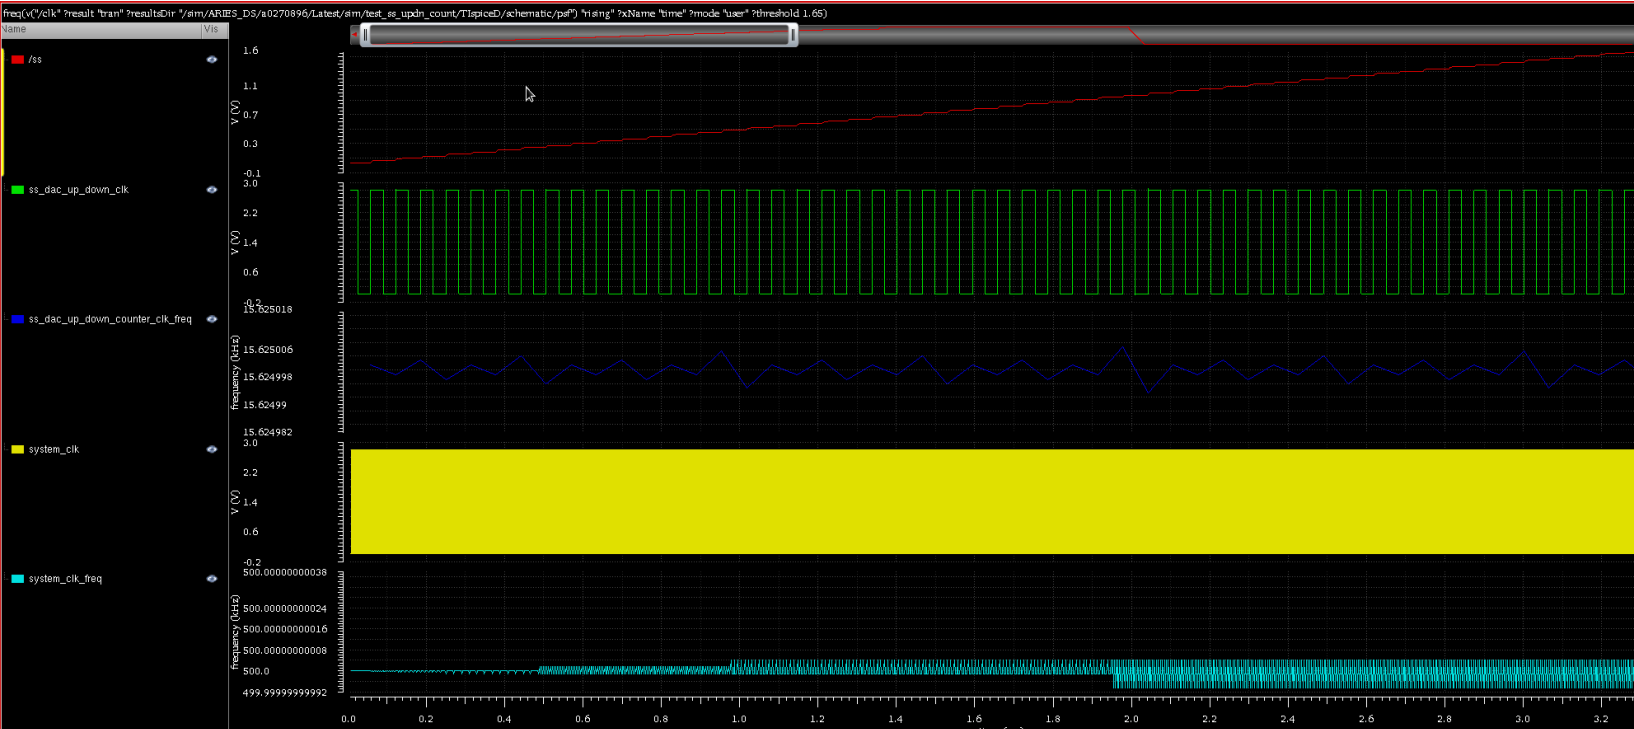 freq(v("/clk" ?result "tran" ?resultsDir "/sim/ARIES_DS/a0270896/Latest/sim/test_ss_updn_count/TIspiceD/schematic/psf") "rising" ?xName "time" ?mode "user" ?threshold 1.65)
Name Vis
/ss
1.6
1.1
0.7
0.3
-0.1
V (V)
ss_dac_up_down_clk
3.0
2.2
1.4
0.6
-0.2
V (V)
ss_dac_up_down_counter_clk_freq
15.625018
15.625006
15.624998
15.62499
15.624982
frequency (kHz)
system_clk
3.0
2.2
1.4
0.6
-0.2
V (V)
system_clk_freq
500.00000000038
500.00000000024
500.00000000016
500.00000000008
500.0
499.99999999992
frequency (kHz)
0.0 0.2 0.4 0.6 0.8 1.0 1.2 1.4 1.6 1.8 2.0 2.2 2.4 2.6 2.8 3.0 3.2